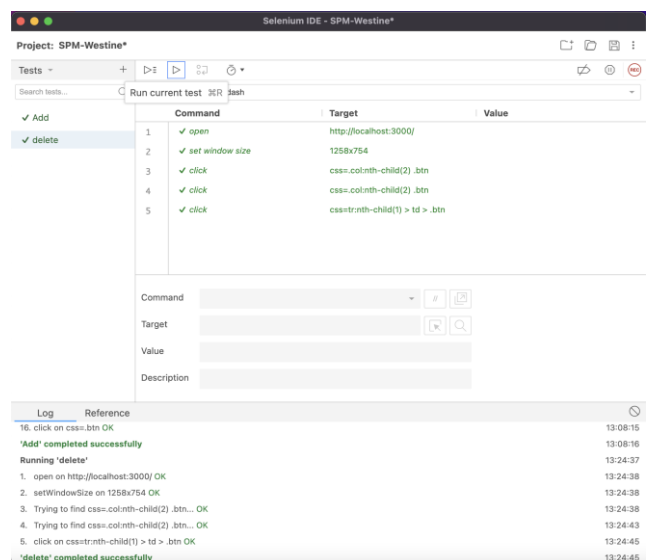 Selenium IDE - SPM-Westine*
Project: SPM-Westine*
Tests
+
REC
Search tests...
Run current test ⌘R
dash
Command Target Value
✓ Add
✓ delete
1 ✓ open http://localhost:3000/
2 ✓ set window size 1258x754
3 ✓ click css=.col:nth-child(2) .btn
4 ✓ click css=.col:nth-child(2) .btn
5 ✓ click css=tr:nth-child(1) > td > .btn
Command
//
Target
Value
Description
Log Reference
16. click on css=.btn OK 13:08:15
'Add' completed successfully 13:08:16
Running 'delete' 13:24:37
1. open on http://localhost:3000/ OK 13:24:38
2. setWindowSize on 1258x754 OK 13:24:38
3. Trying to find css=.col:nth-child(2) .btn... OK 13:24:38
4. Trying to find css=.col:nth-child(2) .btn... OK 13:24:43
5. click on css=tr:nth-child(1) > td > .btn OK 13:24:45
'delete' completed successfully 13:24:45